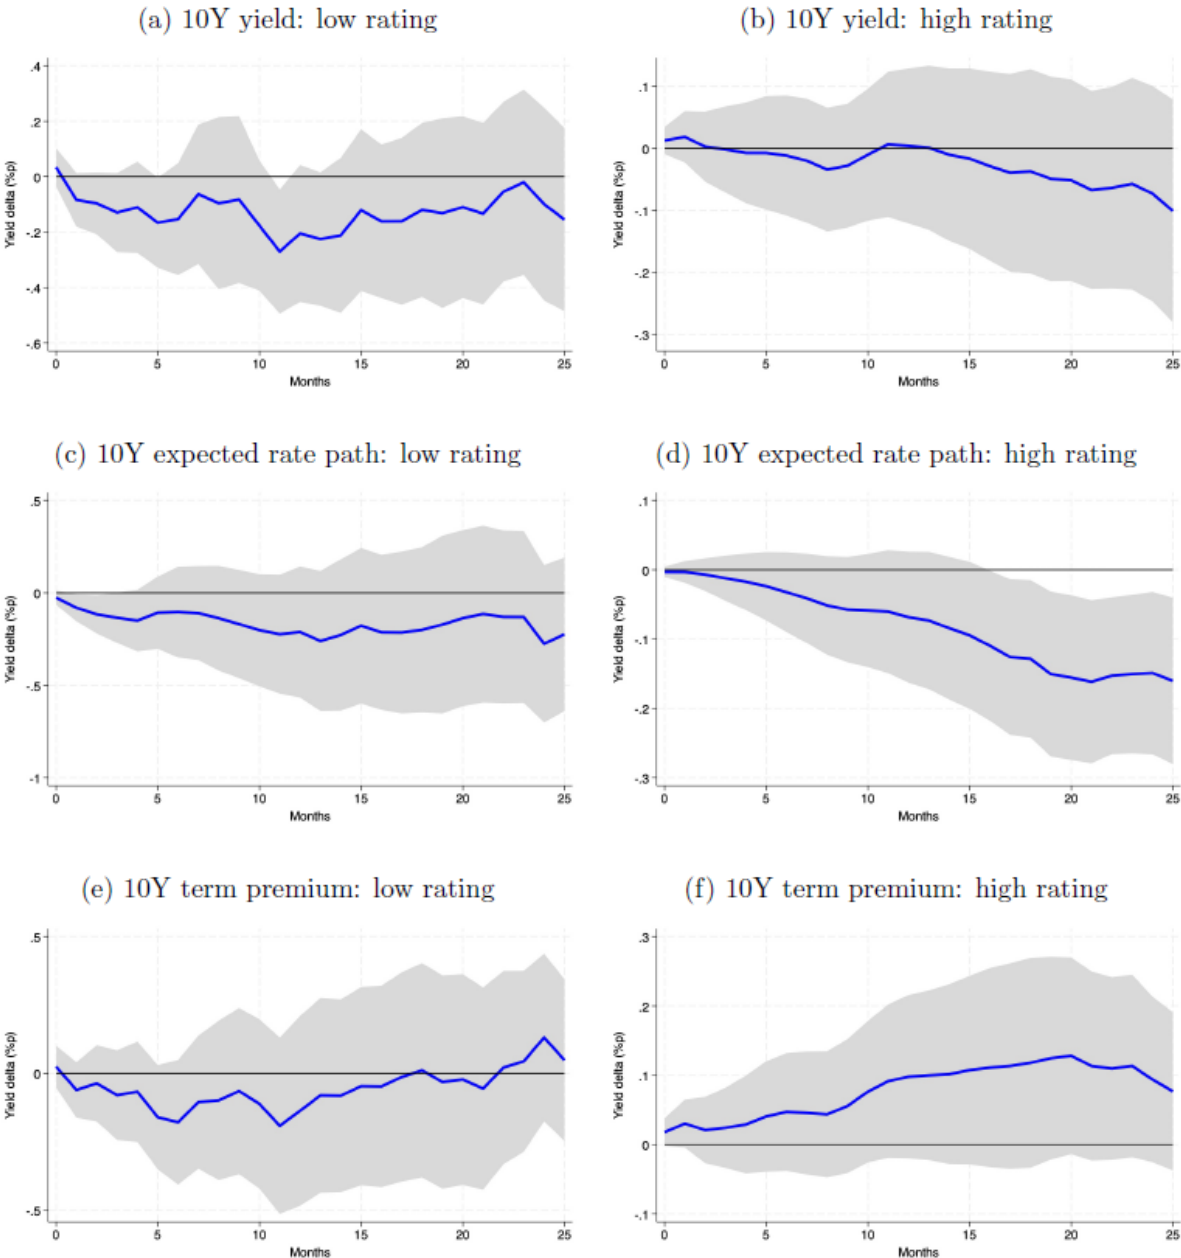 (a) 10Y yield: low rating
.4
.2
0
-.2
-.4
-.6
Yield delta (%p)
0 5 10 15 20 25
Months
(b) 10Y yield: high rating
.1
0
-.1
-.2
-.3
Yield delta (%p)
0 5 10 15 20 25
Months
(c) 10Y expected rate path: low rating
.5
0
-.5
-1
Yield delta (%p)
0 5 10 15 20 25
Months
(d) 10Y expected rate path: high rating
.1
0
-.1
-.2
-.3
Yield delta (%p)
0 5 10 15 20 25
Months
(e) 10Y term premium: low rating
.5
0
-.5
Yield delta (%p)
0 5 10 15 20 25
Months
(f) 10Y term premium: high rating
.3
.2
.1
0
-.1
Yield delta (%p)
0 5 10 15 20 25
Months